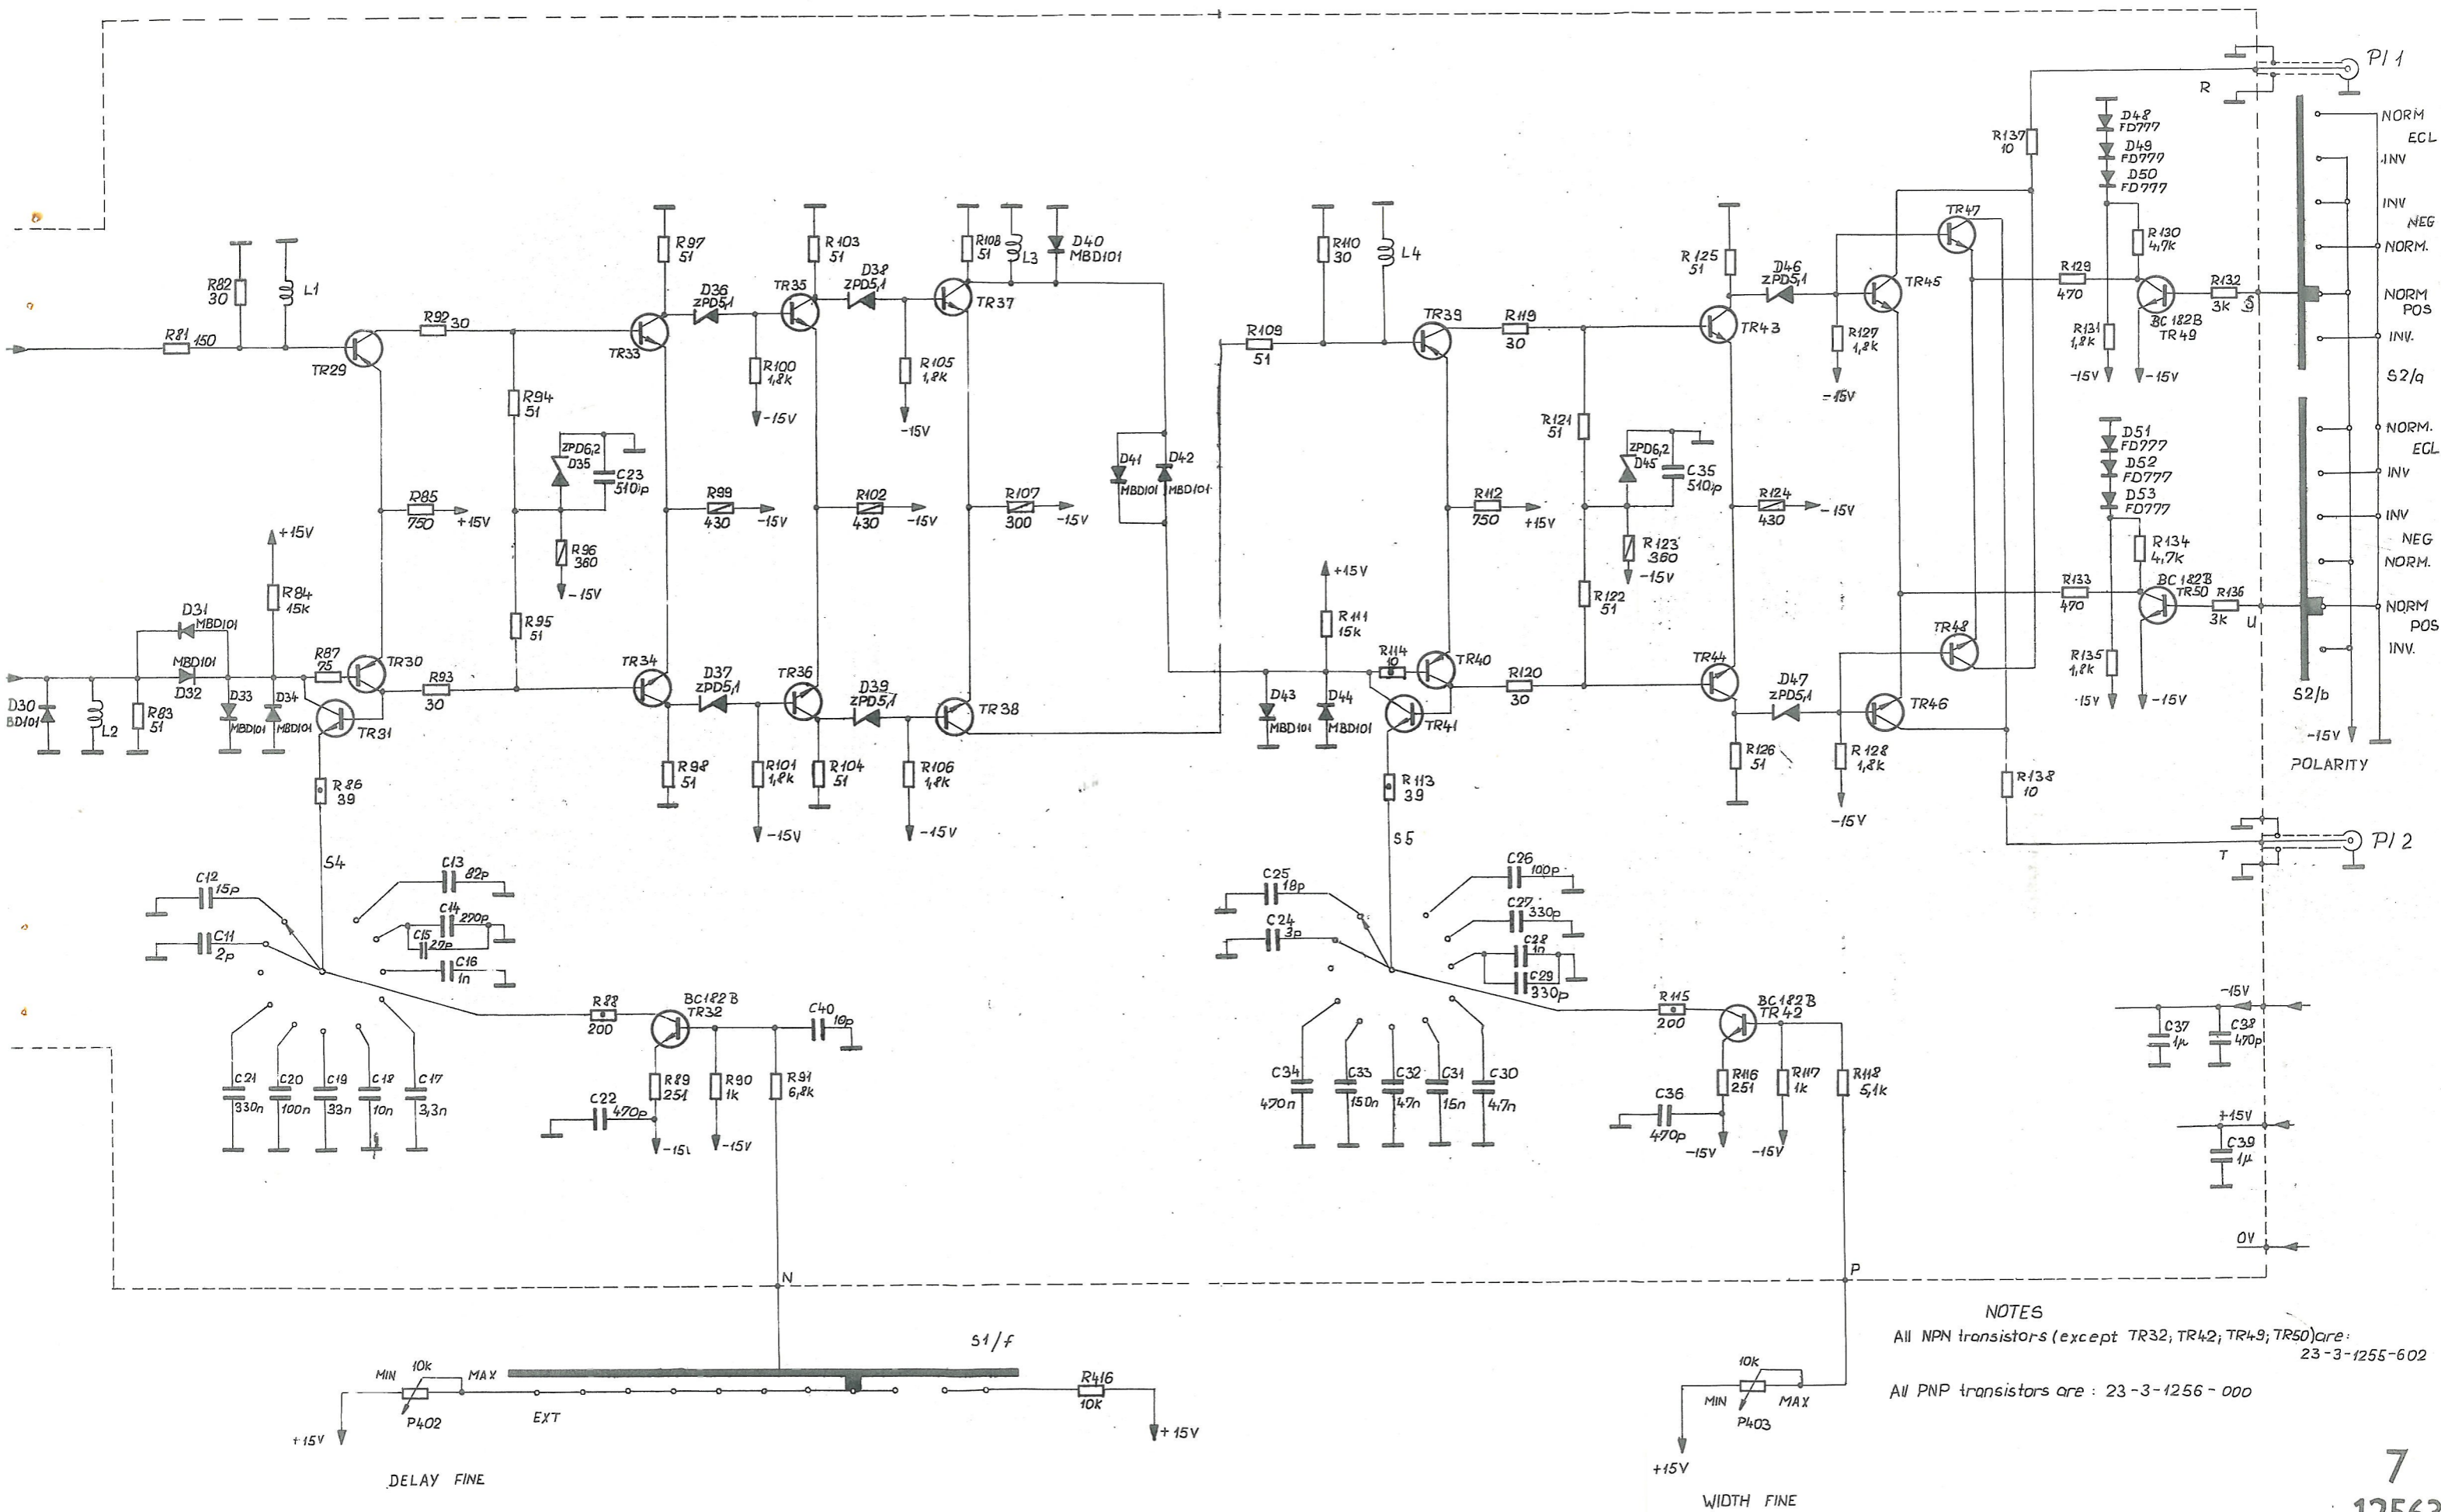 PI 1
R
NORM
ECL
INV
INV
NEG
NORM.
NORM
POS
INV.
S2/a
R137
10
D48
FD777
D49
FD777
D50
FD777
R130
4,7k
R129
470
R131
1,8k
BC 182B
TR49
R132
3k
S
-15V
-15V
TR47
TR45
R125
51
D46
ZPD5,1
TR43
R127
1,8k
-15V
R82
30
L1
R81 150
TR29
R92 30
R97
51
TR33
D36
ZPD5,1
R103
51
TR35
D38
ZPD5,1
R108
51
L3
D40
MBD101
TR37
R100
1,8k
-15V
R105
1,8k
-15V
R94
51
R109
51
R110
30
L4
TR39
R119
30
R121
51
ZPD6,2
D35
C23
510p
R85
750
+15V
R96
360
-15V
R99
430
-15V
R102
430
-15V
R107
300
-15V
D41
MBD101
D42
MBD101
R112
750
+15V
ZPD6,2
D45
C35
510p
R123
360
-15V
R124
430
-15V
R122
51
D51
FD777
D52
FD777
D53
FD777
R134
4,7k
R133
470
BC 182B
TR50
R136
3k
U
R135
1,8k
-15V
-15V
NORM.
ECL
INV
INV
NEG
NORM.
NORM
POS
INV.
S2/b
-15V
POLARITY
+15V
R84
15k
D31
MBD101
MBD101
D32
D30
BD101
L2
R83
51
D33
MBD101
D34
MBD101
R87
75
TR30
TR31
R93
30
R95
51
TR34
D37
ZPD5,1
TR36
D39
ZPD5,1
TR38
R98
51
R101
1,8k
-15V
R104
51
R106
1,8k
-15V
+15V
R111
15k
R114
10
TR40
D43
MBD101
D44
MBD101
TR41
R120
30
TR44
D47
ZPD5,1
TR46
TR48
R126
51
R128
1,8k
-15V
R138
10
T
PI 2
R86
39
S4
C12
15p
C11
2p
C13
82p
C14
270p
C15
27p
C16
1n
C21
330n
C20
100n
C19
33n
C18
10n
C17
3,3n
R88
200
BC182B
TR32
C40
10p
R89
251
R90
1k
R91
6,8k
C22
470p
-15V
-15V
R113
39
S5
C25
18p
C24
3p
C26
100p
C27
330p
C28
1n
C29
330p
C34
470n
C33
150n
C32
47n
C31
15n
C30
4,7n
R115
200
BC182B
TR42
R116
251
R117
1k
R118
5,1k
C36
470p
-15V
-15V
-15V
C37
1µ
C38
470p
+15V
C39
1µ
0V
N
P
S1/f
MIN
10k
MAX
P402
+15V
EXT
R416
10K
+15V
DELAY FINE
10K
MIN
MAX
P403
+15V
WIDTH FINE
NOTES
All NPN transistors (except TR32; TR42; TR49; TR50) are:
23-3-1255-602
All PNP transistors are : 23-3-1256-000
7